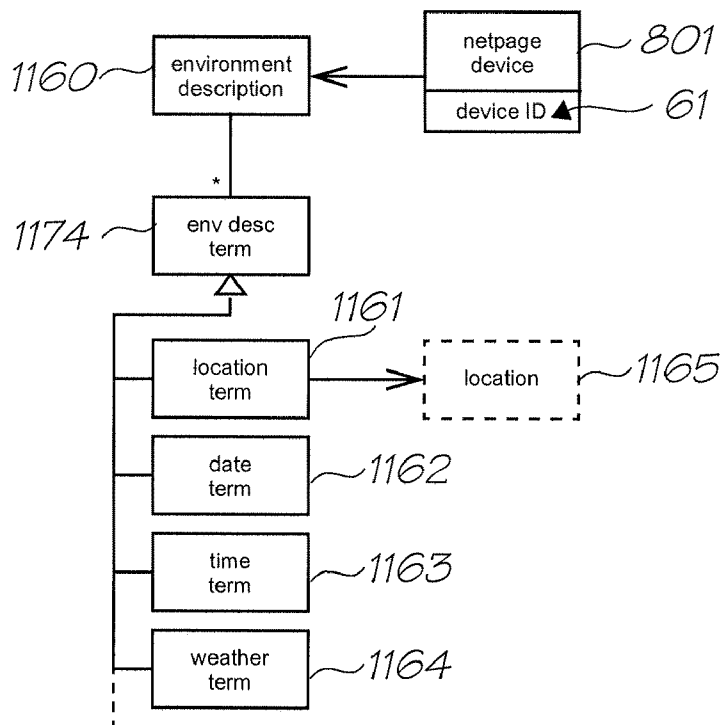 1160
environment
description
netpage
device
801
device ID
61
*
1174
env desc
term
1161
location
term
location
1165
date
term
1162
time
term
1163
weather
term
1164